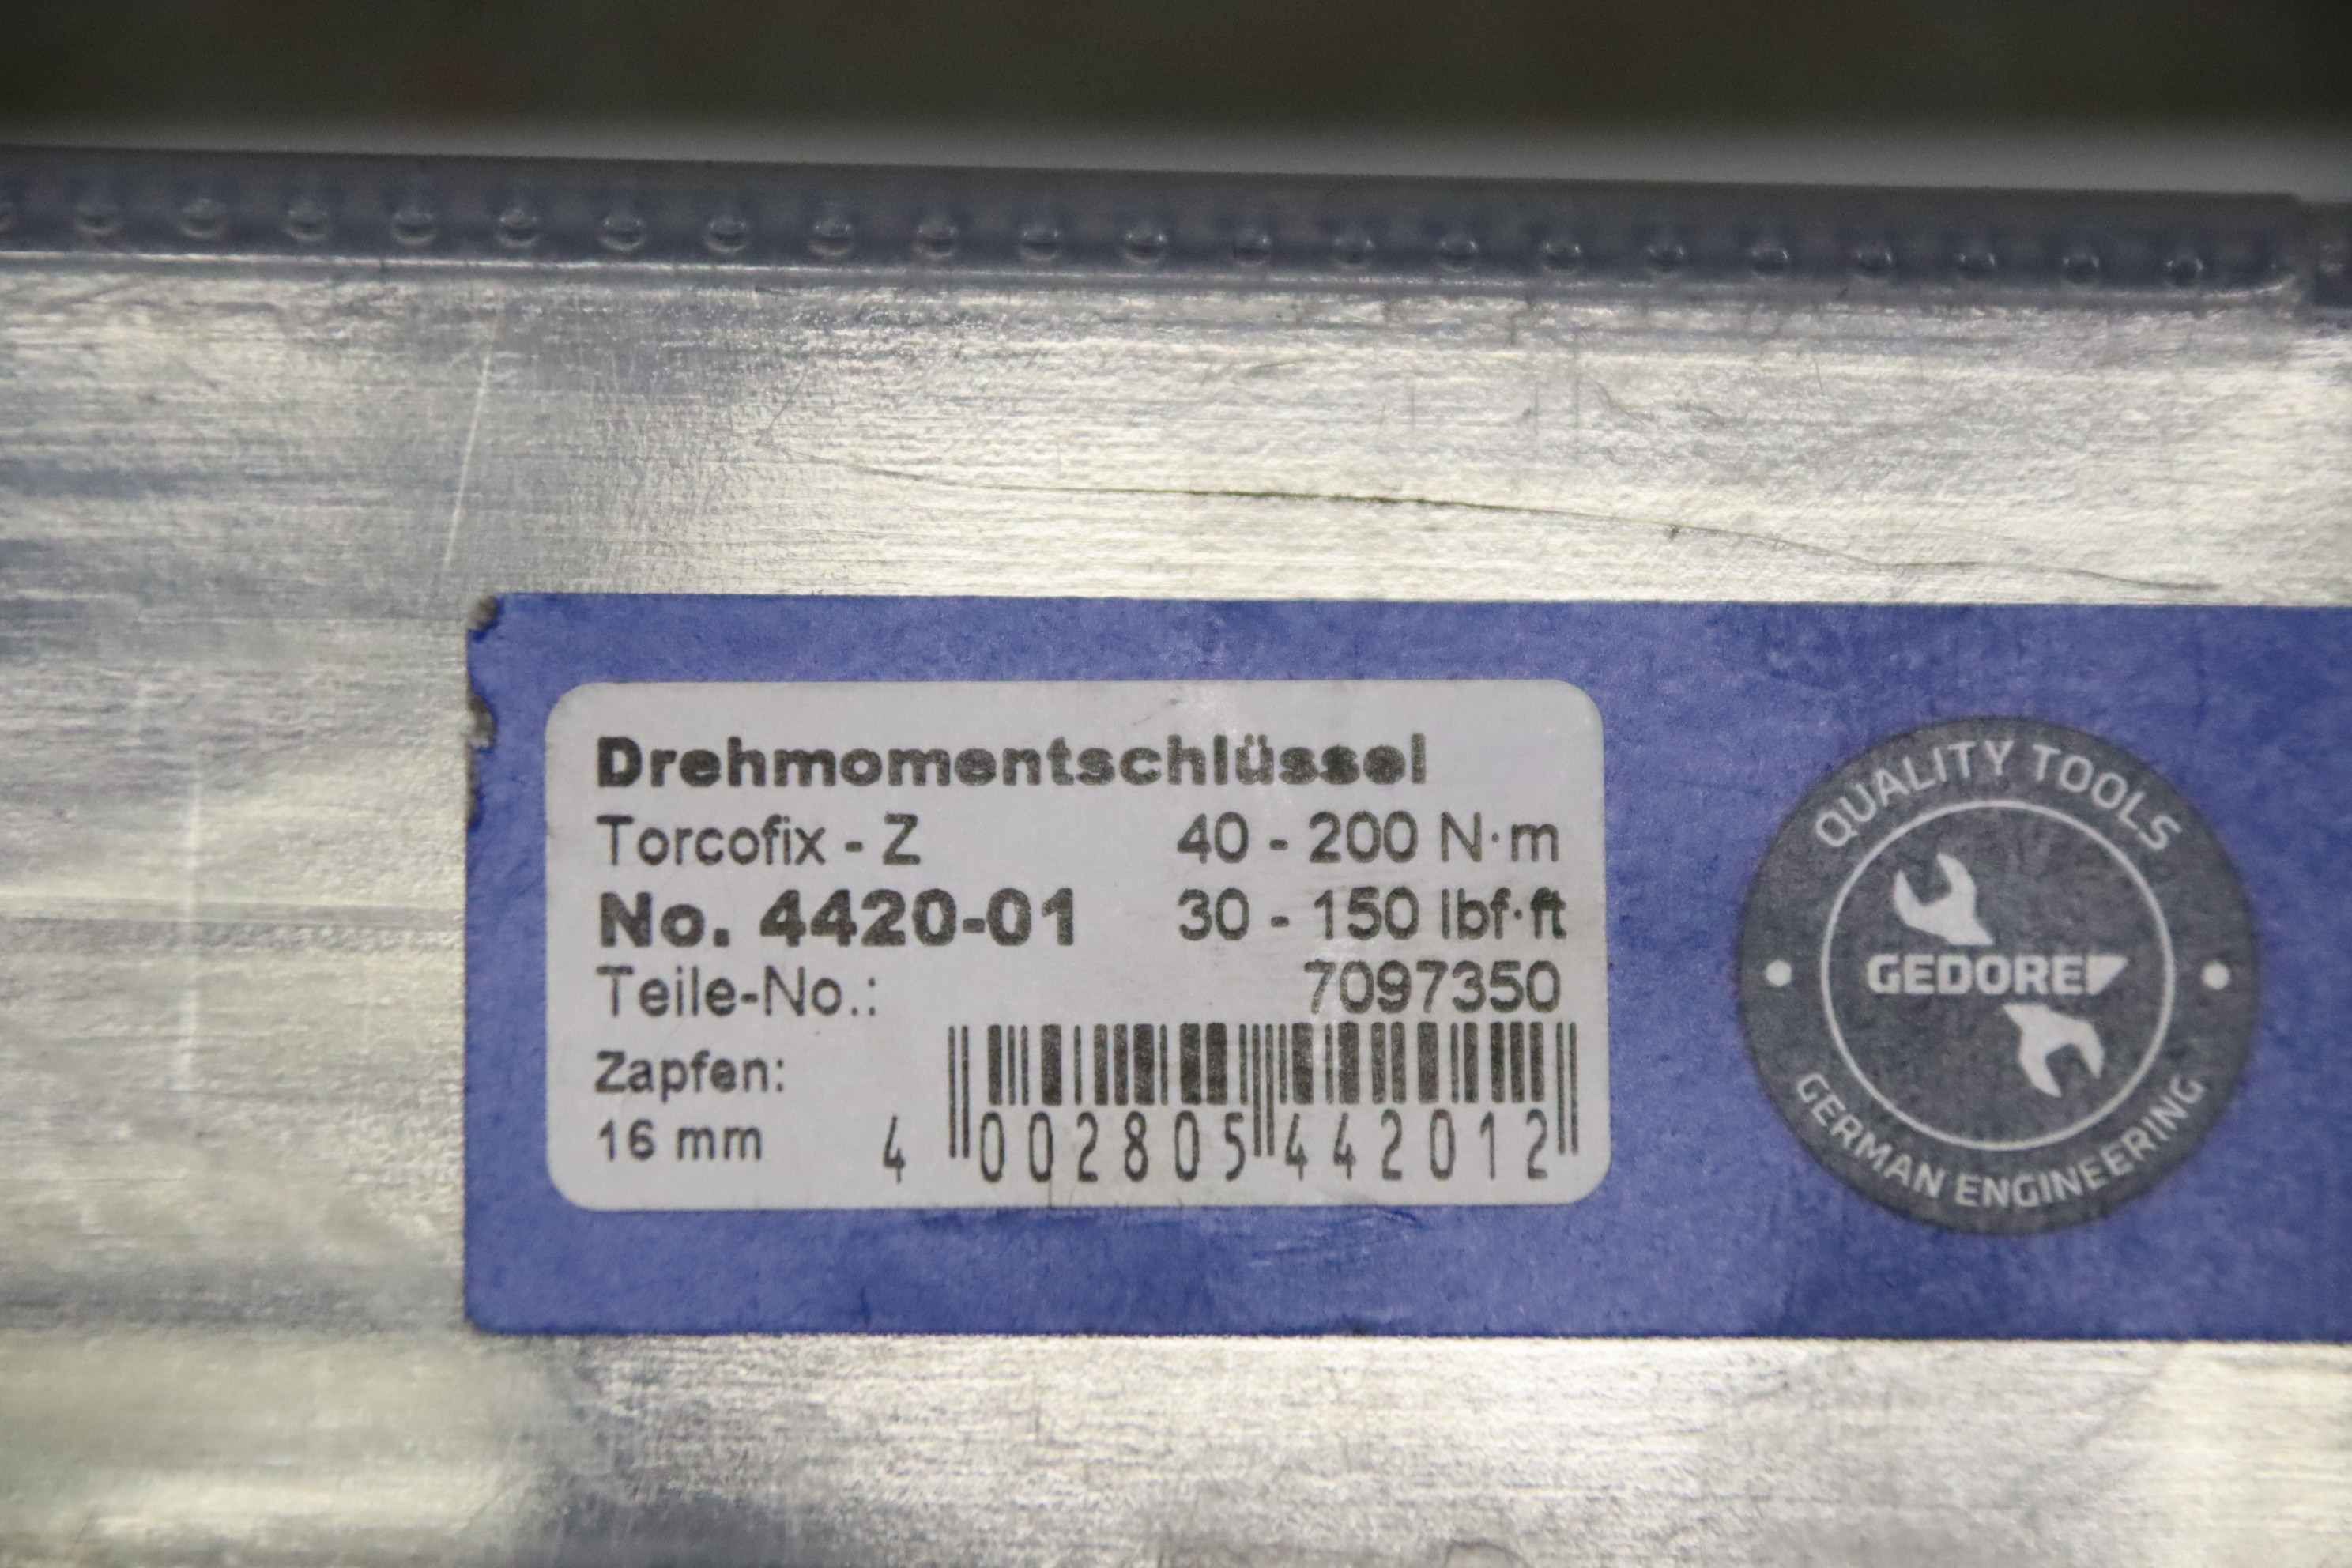 Drehmomentschlüssel
Torcofix - Z 40 - 200 N·m
No. 4420-01 30 - 150 lbf·ft
Teile-No.: 7097350
Zapfen:
16 mm
4 002805 442012
QUALITY TOOLS
GEDORE
GERMAN ENGINEERING